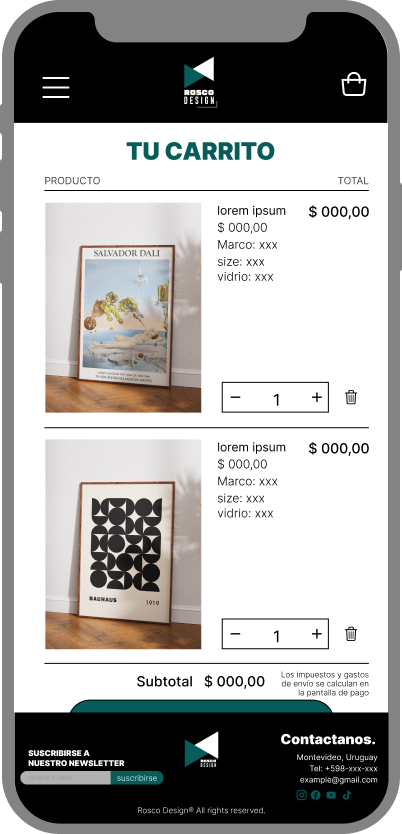 ROSCO
DESIGN
TU CARRITO
PRODUCTO TOTAL
lorem ipsum $ 000,00
$ 000,00
Marco: xxx
size: xxx
vidrio: xxx
SALVADOR DALI
− 1 +
lorem ipsum $ 000,00
$ 000,00
Marco: xxx
size: xxx
vidrio: xxx
BAUHAUS 1919
− 1 +
Subtotal $ 000,00
Los impuestos y gastos
de envío se calculan en
la pantalla de pago
SUSCRIBIRSE A
NUESTRO NEWSLETTER
suscribirse
ROSCO
DESIGN
Contactanos.
Montevideo, Uruguay
Tel: +598-xxx-xxx
example@gmail.com
Rosco Design® All rights reserved.